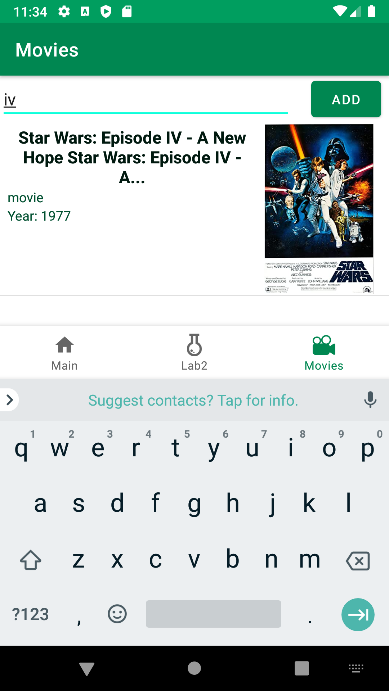 11:34
Movies
iv
ADD
Star Wars: Episode IV - A New
Hope Star Wars: Episode IV -
A...
movie
Year: 1977
STAR
WARS
Main
Lab2
Movies
Suggest contacts? Tap for info.
1 2 3 4 5 6 7 8 9 0
q w e r t y u i o p
a s d f g h j k l
z x c v b n m
?123 , .